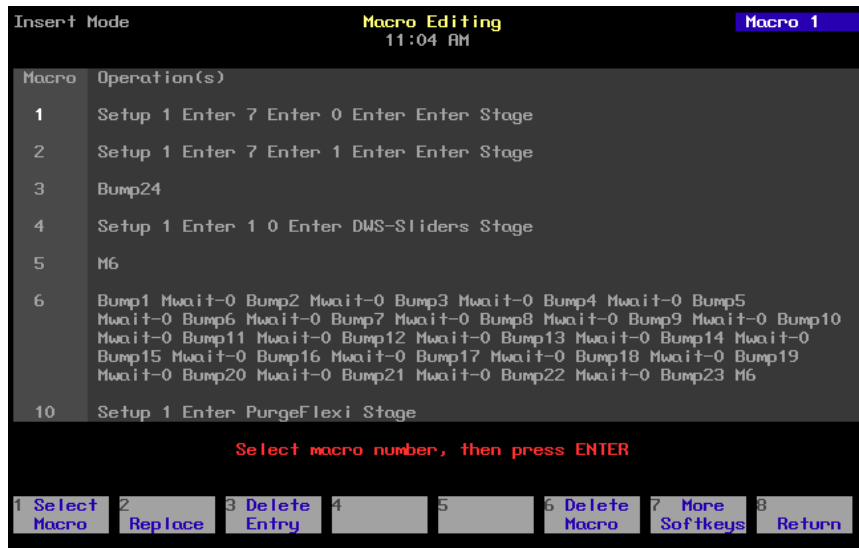 Insert Mode Macro Editing Macro 1
11:04 AM
Macro Operation(s)
1 Setup 1 Enter 7 Enter 0 Enter Enter Stage
2 Setup 1 Enter 7 Enter 1 Enter Enter Stage
3 Bump24
4 Setup 1 Enter 1 0 Enter DWS-Sliders Stage
5 M6
6 Bump1 Mwait-0 Bump2 Mwait-0 Bump3 Mwait-0 Bump4 Mwait-0 Bump5
Mwait-0 Bump6 Mwait-0 Bump7 Mwait-0 Bump8 Mwait-0 Bump9 Mwait-0 Bump10
Mwait-0 Bump11 Mwait-0 Bump12 Mwait-0 Bump13 Mwait-0 Bump14 Mwait-0
Bump15 Mwait-0 Bump16 Mwait-0 Bump17 Mwait-0 Bump18 Mwait-0 Bump19
Mwait-0 Bump20 Mwait-0 Bump21 Mwait-0 Bump22 Mwait-0 Bump23 M6
10 Setup 1 Enter PurgeFlexi Stage
Select macro number, then press ENTER
1 Select 2 3 Delete 4 5 6 Delete 7 More 8
Macro Replace Entry Macro Softkeys Return